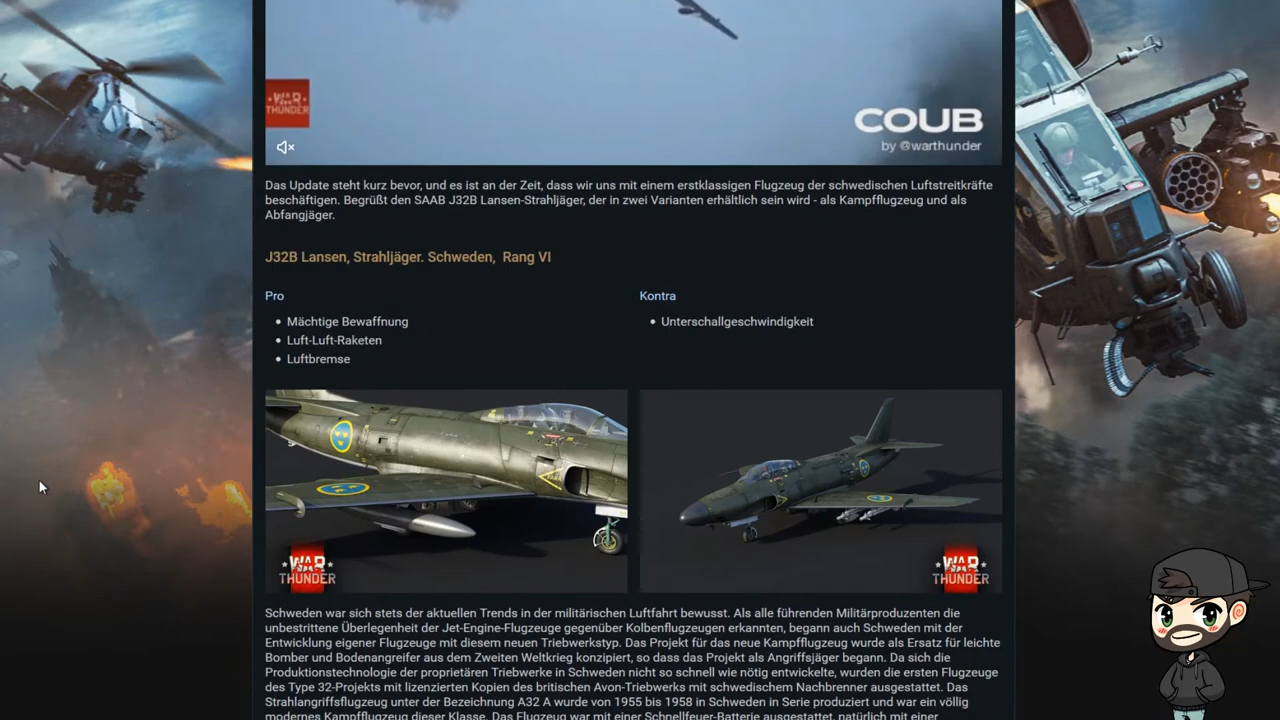 WAR
THUNDER
COUB
by @warthunder
Das Update steht kurz bevor, und es ist an der Zeit, dass wir uns mit einem erstklassigen Flugzeug der schwedischen Luftstreitkräfte
beschäftigen. Begrüßt den SAAB J32B Lansen-Strahljäger, der in zwei Varianten erhältlich sein wird - als Kampfflugzeug und als
Abfangjäger.
J32B Lansen, Strahljäger. Schweden, Rang VI
Pro
Kontra
• Mächtige Bewaffnung
• Unterschallgeschwindigkeit
• Luft-Luft-Raketen
• Luftbremse
WAR
THUNDER
WAR
THUNDER
Schweden war sich stets der aktuellen Trends in der militärischen Luftfahrt bewusst. Als alle führenden Militärproduzenten die
unbestrittene Überlegenheit der Jet-Engine-Flugzeuge gegenüber Kolbenflugzeugen erkannten, begann auch Schweden mit der
Entwicklung eigener Flugzeuge mit diesem neuen Triebwerkstyp. Das Projekt für das neue Kampfflugzeug wurde als Ersatz für leichte
Bomber und Bodenangreifer aus dem Zweiten Weltkrieg konzipiert, so dass das Projekt als Angriffsjäger begann. Da sich die
Produktionstechnologie der proprietären Triebwerke in Schweden nicht so schnell wie nötig entwickelte, wurden die ersten Flugzeuge
des Type 32-Projekts mit lizenzierten Kopien des britischen Avon-Triebwerks mit schwedischem Nachbrenner ausgestattet. Das
Strahlangriffsflugzeug unter der Bezeichnung A32 A wurde von 1955 bis 1958 in Schweden in Serie produziert und war ein völlig
modernes Kampfflugzeug dieser Klasse. Das Flugzeug war mit einer Schnellfeuer-Batterie ausgestattet, natürlich mit einer